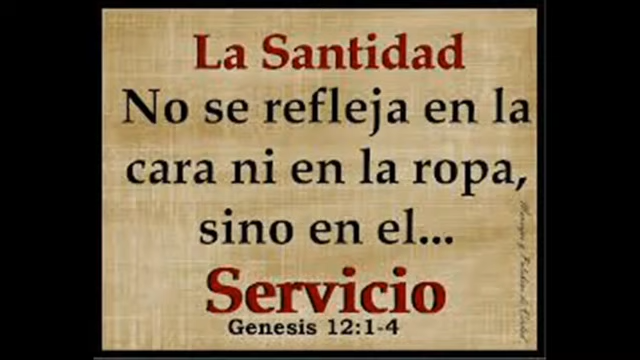 La Santidad
No se refleja en la
cara ni en la ropa,
sino en el...
Servicio
Genesis 12:1-4